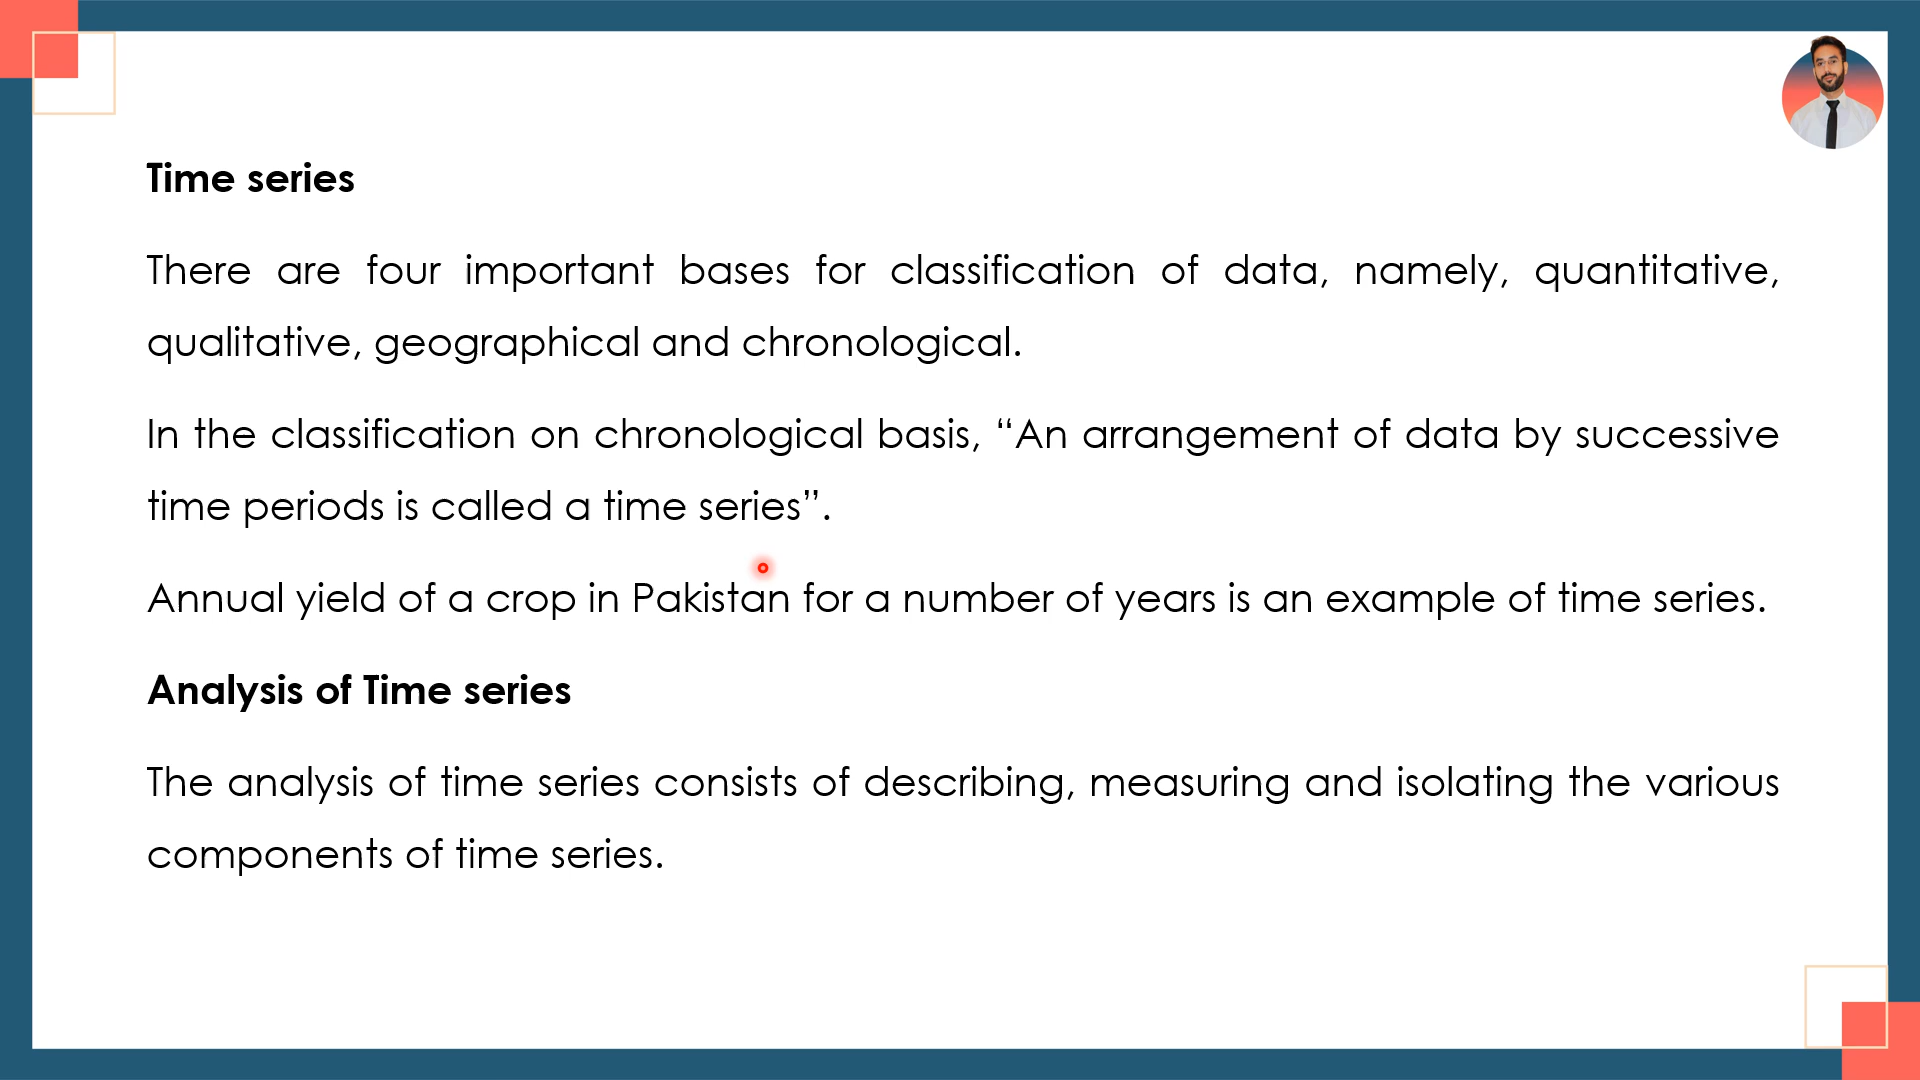 Time series
There are four important bases for classification of data, namely, quantitative,
qualitative, geographical and chronological.
In the classification on chronological basis, “An arrangement of data by successive
time periods is called a time series”.
Annual yield of a crop in Pakistan for a number of years is an example of time series.
Analysis of Time series
The analysis of time series consists of describing, measuring and isolating the various
components of time series.